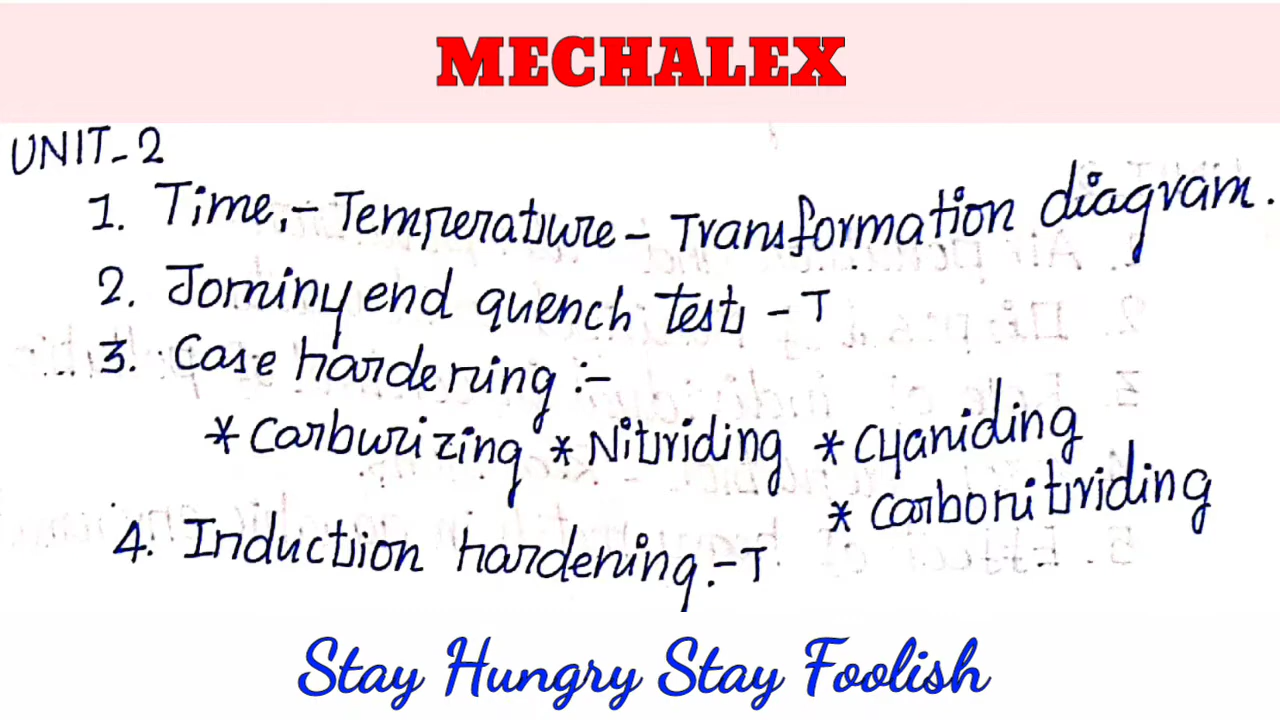 MECHALEX
UNIT-2
1. Time,- Temperature - Transformation diagram.
2. Jominy end quench test - T
3. Case hardening :-
* Carburizing * Nitriding * Cyaniding
* Carbonitriding
4. Induction hardening.-T
Stay Hungry Stay Foolish